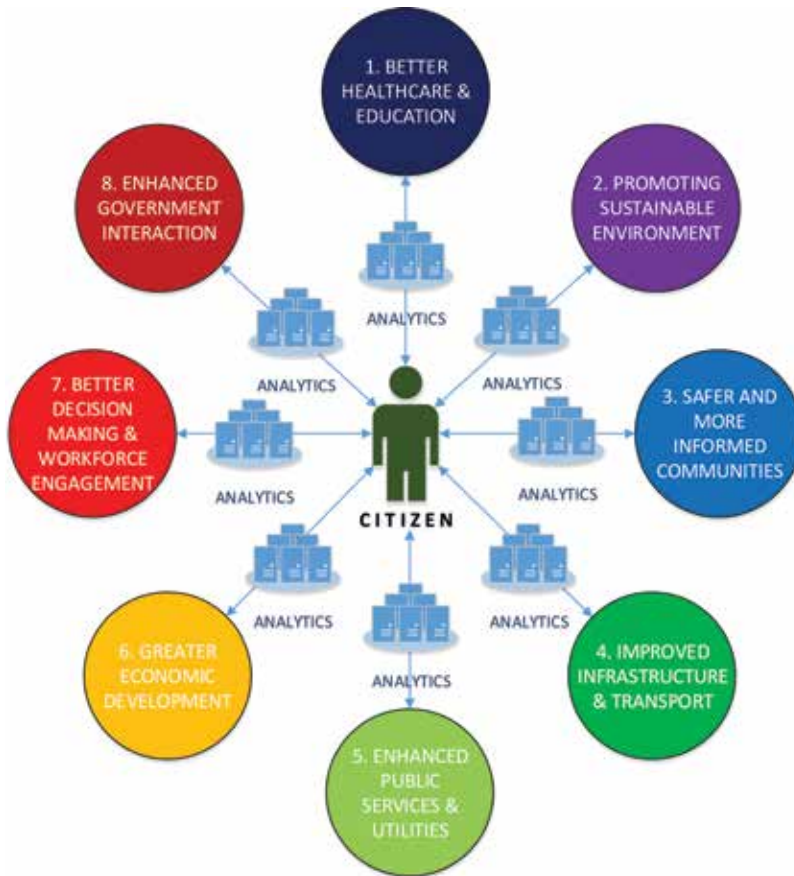 1. BETTER
HEALTHCARE &
EDUCATION
8. ENHANCED
GOVERNMENT
INTERACTION
2. PROMOTING
SUSTAINABLE
ENVIRONMENT
ANALYTICS
ANALYTICS
ANALYTICS
7. BETTER
DECISION
MAKING &
WORKFORCE
ENGAGEMENT
3. SAFER AND
MORE
INFORMED
COMMUNITIES
ANALYTICS
ANALYTICS
CITIZEN
ANALYTICS
ANALYTICS
6. GREATER
ECONOMIC
DEVELOPMENT
4. IMPROVED
INFRASTRUCTURE
& TRANSPORT
ANALYTICS
5. ENHANCED
PUBLIC
SERVICES &
UTILITIES